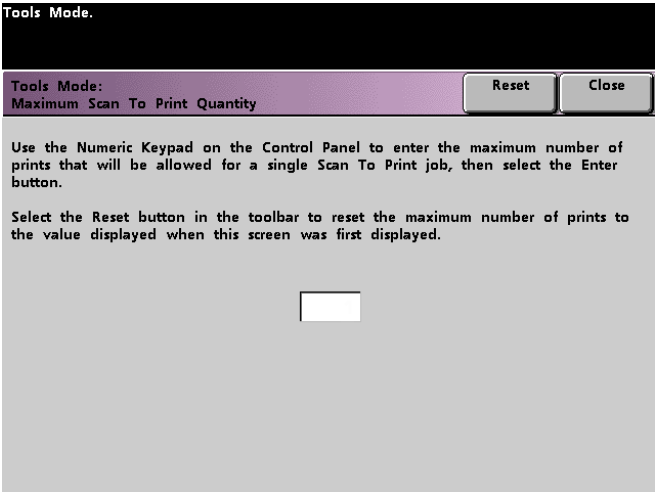 Tools Mode.
Tools Mode:
Maximum Scan To Print Quantity
Reset
Close
Use the Numeric Keypad on the Control Panel to enter the maximum number of
prints that will be allowed for a single Scan To Print job, then select the Enter
button.
Select the Reset button in the toolbar to reset the maximum number of prints to
the value displayed when this screen was first displayed.